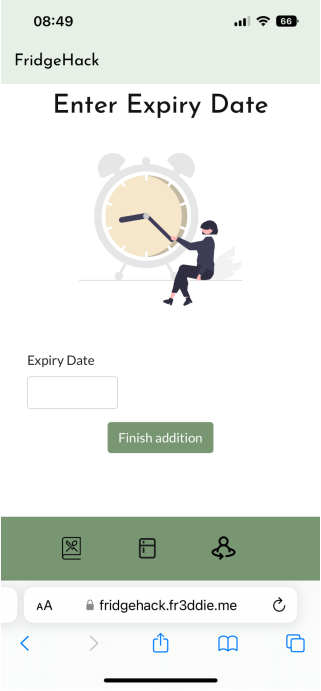 08:49
66
FridgeHack
Enter Expiry Date
Expiry Date
Finish addition
AA
fridgehack.fr3ddie.me